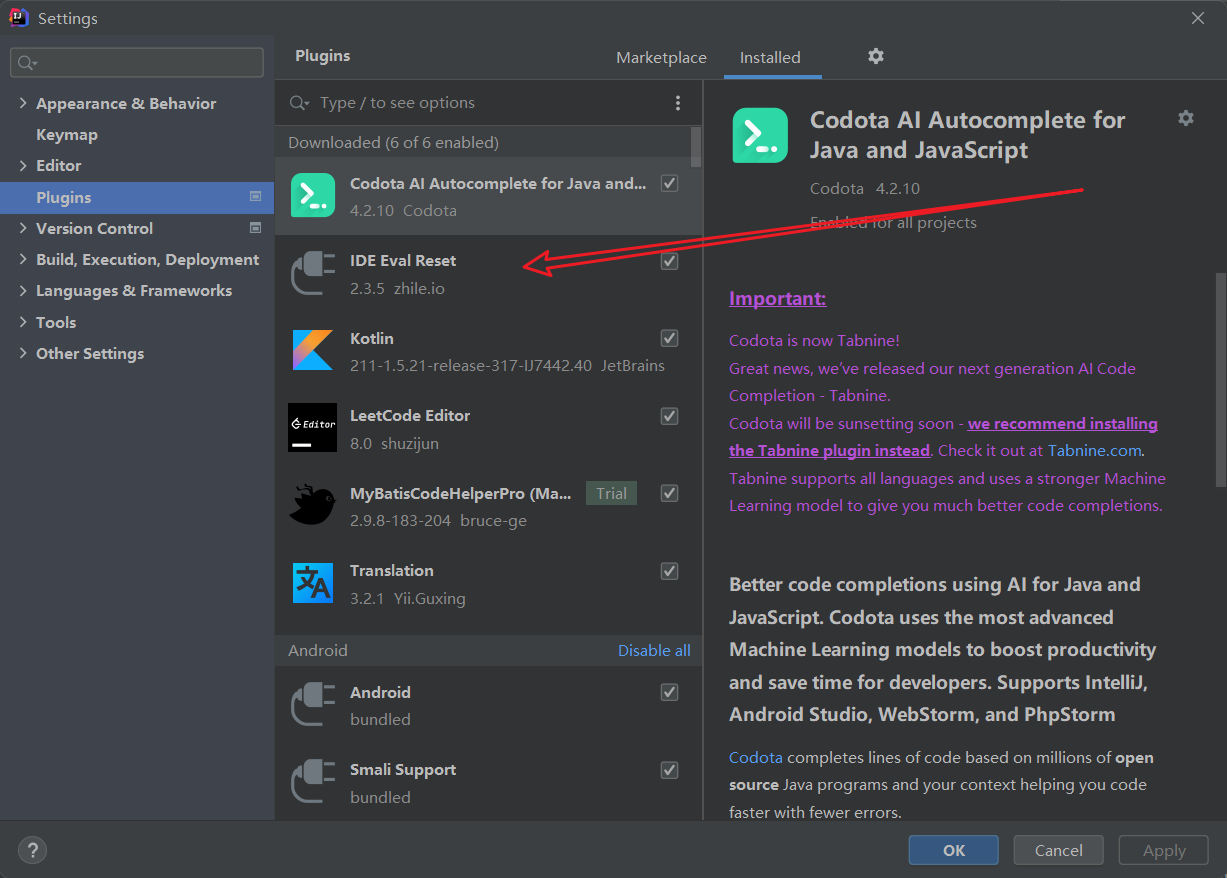 Settings
Plugins
Marketplace
Installed
Appearance & Behavior
Keymap
Editor
Plugins
Version Control
Build, Execution, Deployment
Languages & Frameworks
Tools
Other Settings
Type / to see options
Downloaded (6 of 6 enabled)
Codota AI Autocomplete for Java and...
4.2.10 Codota
IDE Eval Reset
2.3.5 zhile.io
Kotlin
211-1.5.21-release-317-IJ7442.40 JetBrains
Editor
LeetCode Editor
8.0 shuzijun
MyBatisCodeHelperPro (Ma... Trial
2.9.8-183-204 bruce-ge
Translation
3.2.1 Yii.Guxing
Android Disable all
Android
bundled
Smali Support
bundled
Codota AI Autocomplete for
Java and JavaScript
Codota 4.2.10
Enabled for all projects
Important:
Codota is now Tabnine!
Great news, we've released our next generation AI Code
Completion - Tabnine.
Codota will be sunsetting soon - we recommend installing
the Tabnine plugin instead. Check it out at Tabnine.com.
Tabnine supports all languages and uses a stronger Machine
Learning model to give you much better code completions.
Better code completions using AI for Java and
JavaScript. Codota uses the most advanced
Machine Learning models to boost productivity
and save time for developers. Supports IntelliJ,
Android Studio, WebStorm, and PhpStorm
Codota completes lines of code based on millions of open
source Java programs and your context helping you code
faster with fewer errors.
?
OK
Cancel
Apply